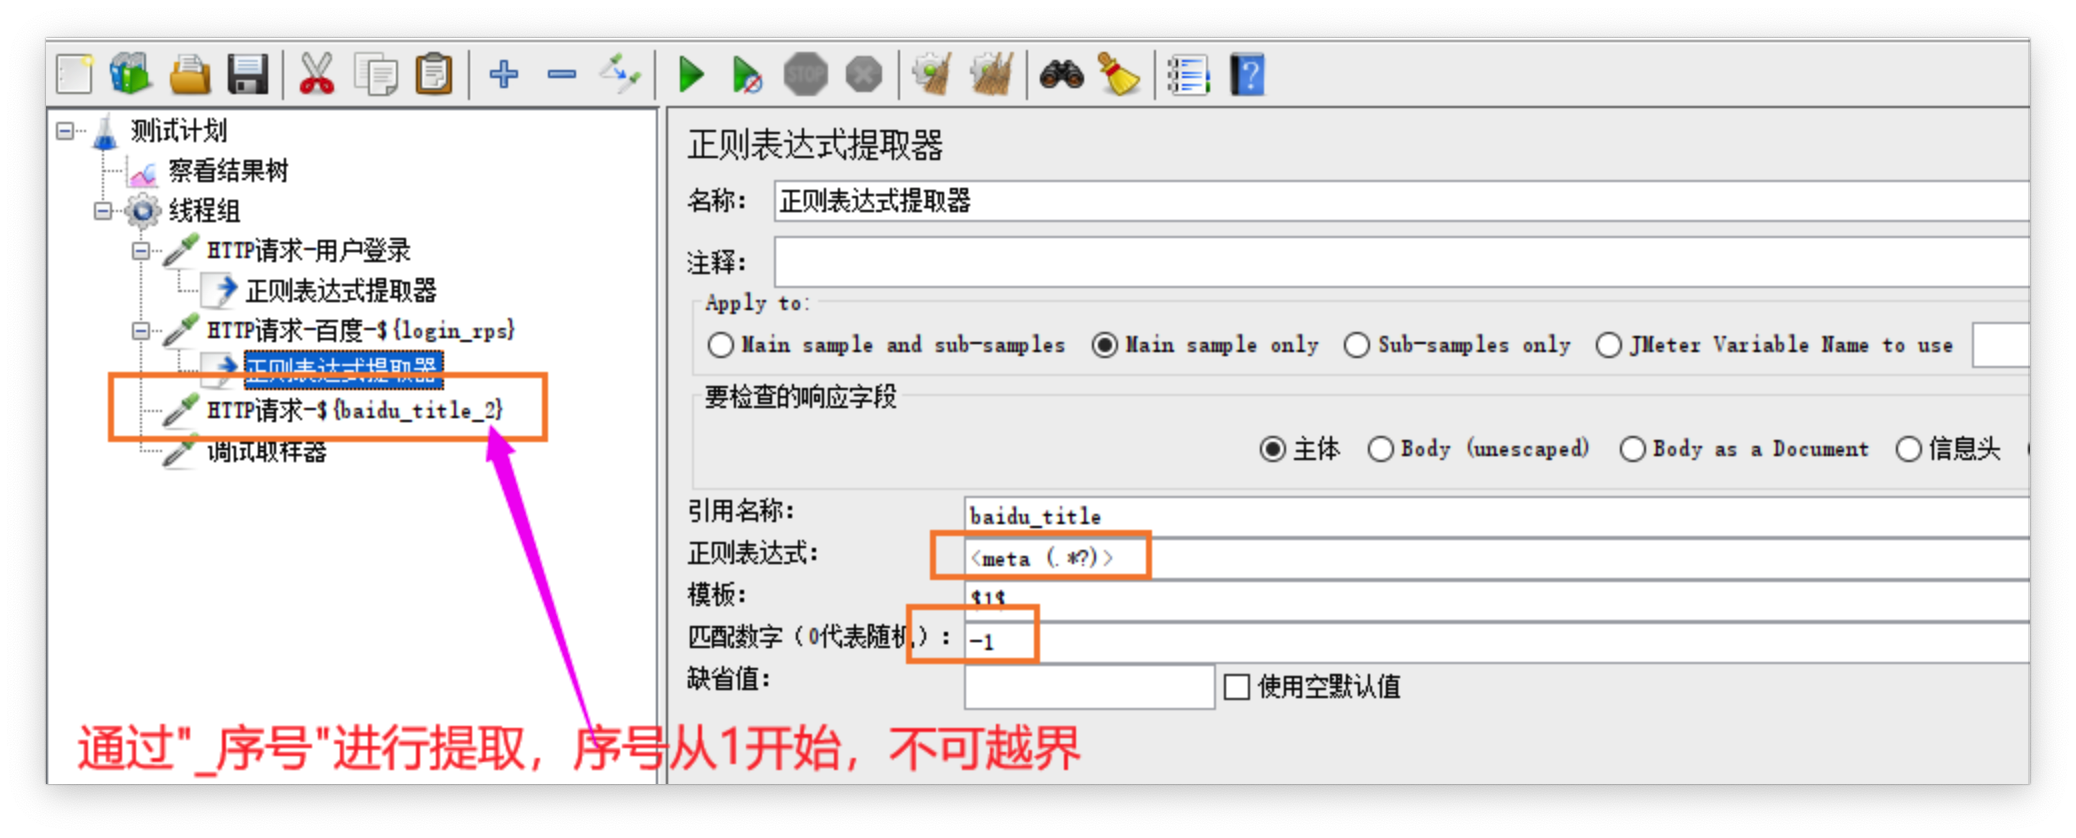 STOP
?
测试计划
察看结果树
线程组
HTTP请求-用户登录
正则表达式提取器
HTTP请求-百度-${login_rps}
正则表达式提取器
HTTP请求-${baidu_title_2}
调试取样器
正则表达式提取器
名称： 正则表达式提取器
注释：
Apply to:
Main sample and sub-samples Main sample only Sub-samples only JMeter Variable Name to use
要检查的响应字段
主体 Body (unescaped) Body as a Document 信息头
引用名称： baidu_title
正则表达式： <meta (.*?)>
模板： $1$
匹配数字（0代表随机）： -1
缺省值： 使用空默认值
通过"_序号"进行提取，序号从1开始，不可越界